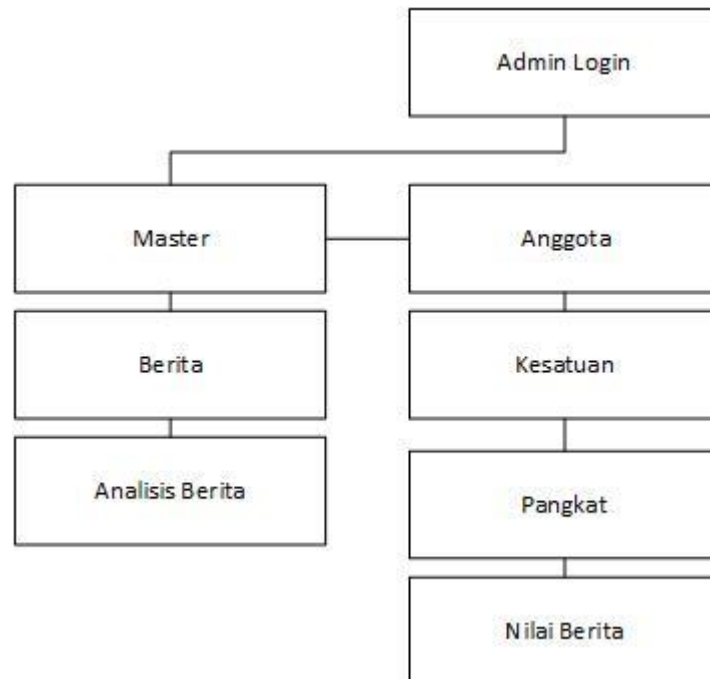 Admin Login
Master
Anggota
Berita
Kesatuan
Analisis Berita
Pangkat
Nilai Berita